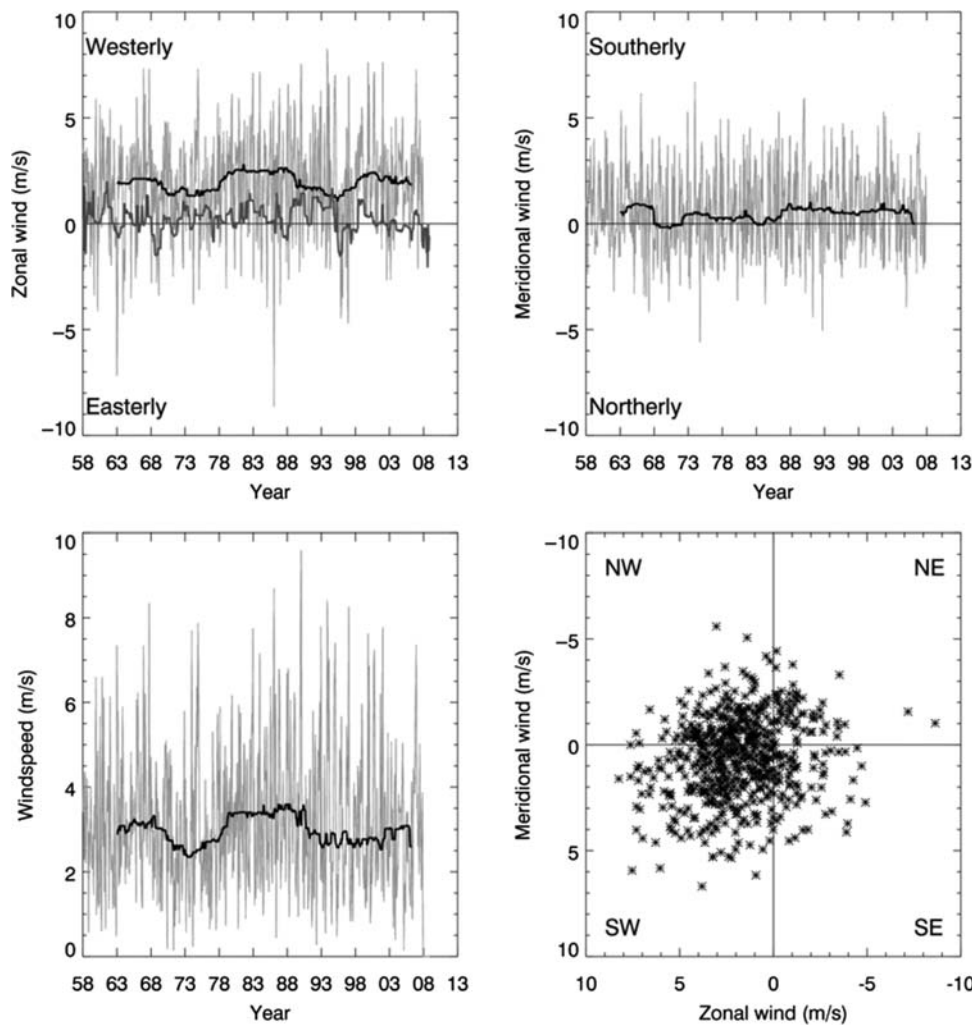 10
Westerly
5
Zonal wind (m/s)
0
−5
Easterly
−10
58 63 68 73 78 83 88 93 98 03 08 13
Year
10
Southerly
5
Meridional wind (m/s)
0
−5
Northerly
−10
58 63 68 73 78 83 88 93 98 03 08 13
Year
10
8
6
Windspeed (m/s)
4
2
0
58 63 68 73 78 83 88 93 98 03 08 13
Year
−10
NW NE
−5
Meridional wind (m/s)
0
5
SW SE
10
10 5 0 -5 -10
Zonal wind (m/s)